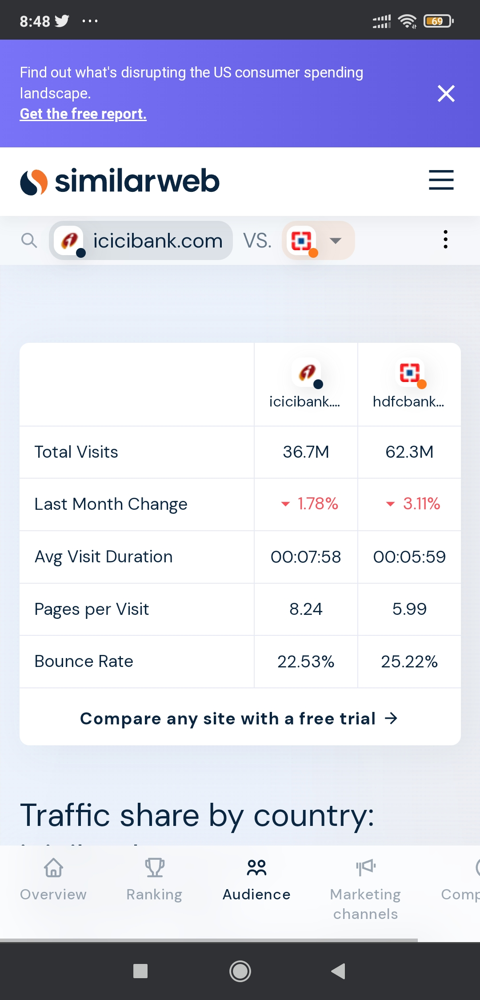 8:48
69
Find out what's disrupting the US consumer spending
landscape.
Get the free report.
similarweb
icicibank.com VS.
icicibank.... hdfcbank...
Total Visits 36.7M 62.3M
Last Month Change 1.78% 3.11%
Avg Visit Duration 00:07:58 00:05:59
Pages per Visit 8.24 5.99
Bounce Rate 22.53% 25.22%
Compare any site with a free trial →
Traffic share by country:
Overview Ranking Audience Marketing
channels